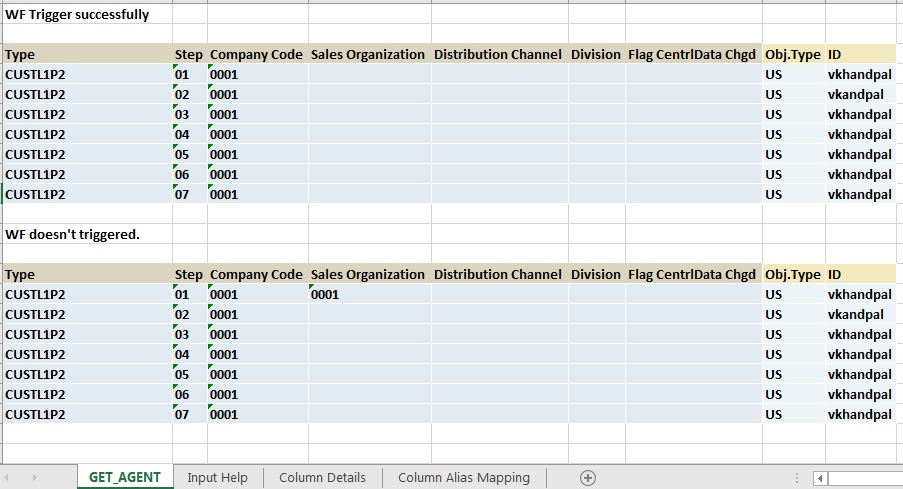 WF Trigger successfully
Type Step Company Code Sales Organization Distribution Channel Division Flag CentrlData Chgd Obj.Type ID
CUSTL1P2 01 0001 US vkhandpal
CUSTL1P2 02 0001 US vkandpal
CUSTL1P2 03 0001 US vkhandpal
CUSTL1P2 04 0001 US vkhandpal
CUSTL1P2 05 0001 US vkhandpal
CUSTL1P2 06 0001 US vkhandpal
CUSTL1P2 07 0001 US vkhandpal
WF doesn't triggered.
Type Step Company Code Sales Organization Distribution Channel Division Flag CentrlData Chgd Obj.Type ID
CUSTL1P2 01 0001 0001 US vkhandpal
CUSTL1P2 02 0001 US vkandpal
CUSTL1P2 03 0001 US vkhandpal
CUSTL1P2 04 0001 US vkhandpal
CUSTL1P2 05 0001 US vkhandpal
CUSTL1P2 06 0001 US vkhandpal
CUSTL1P2 07 0001 US vkhandpal
GET_AGENT Input Help Column Details Column Alias Mapping